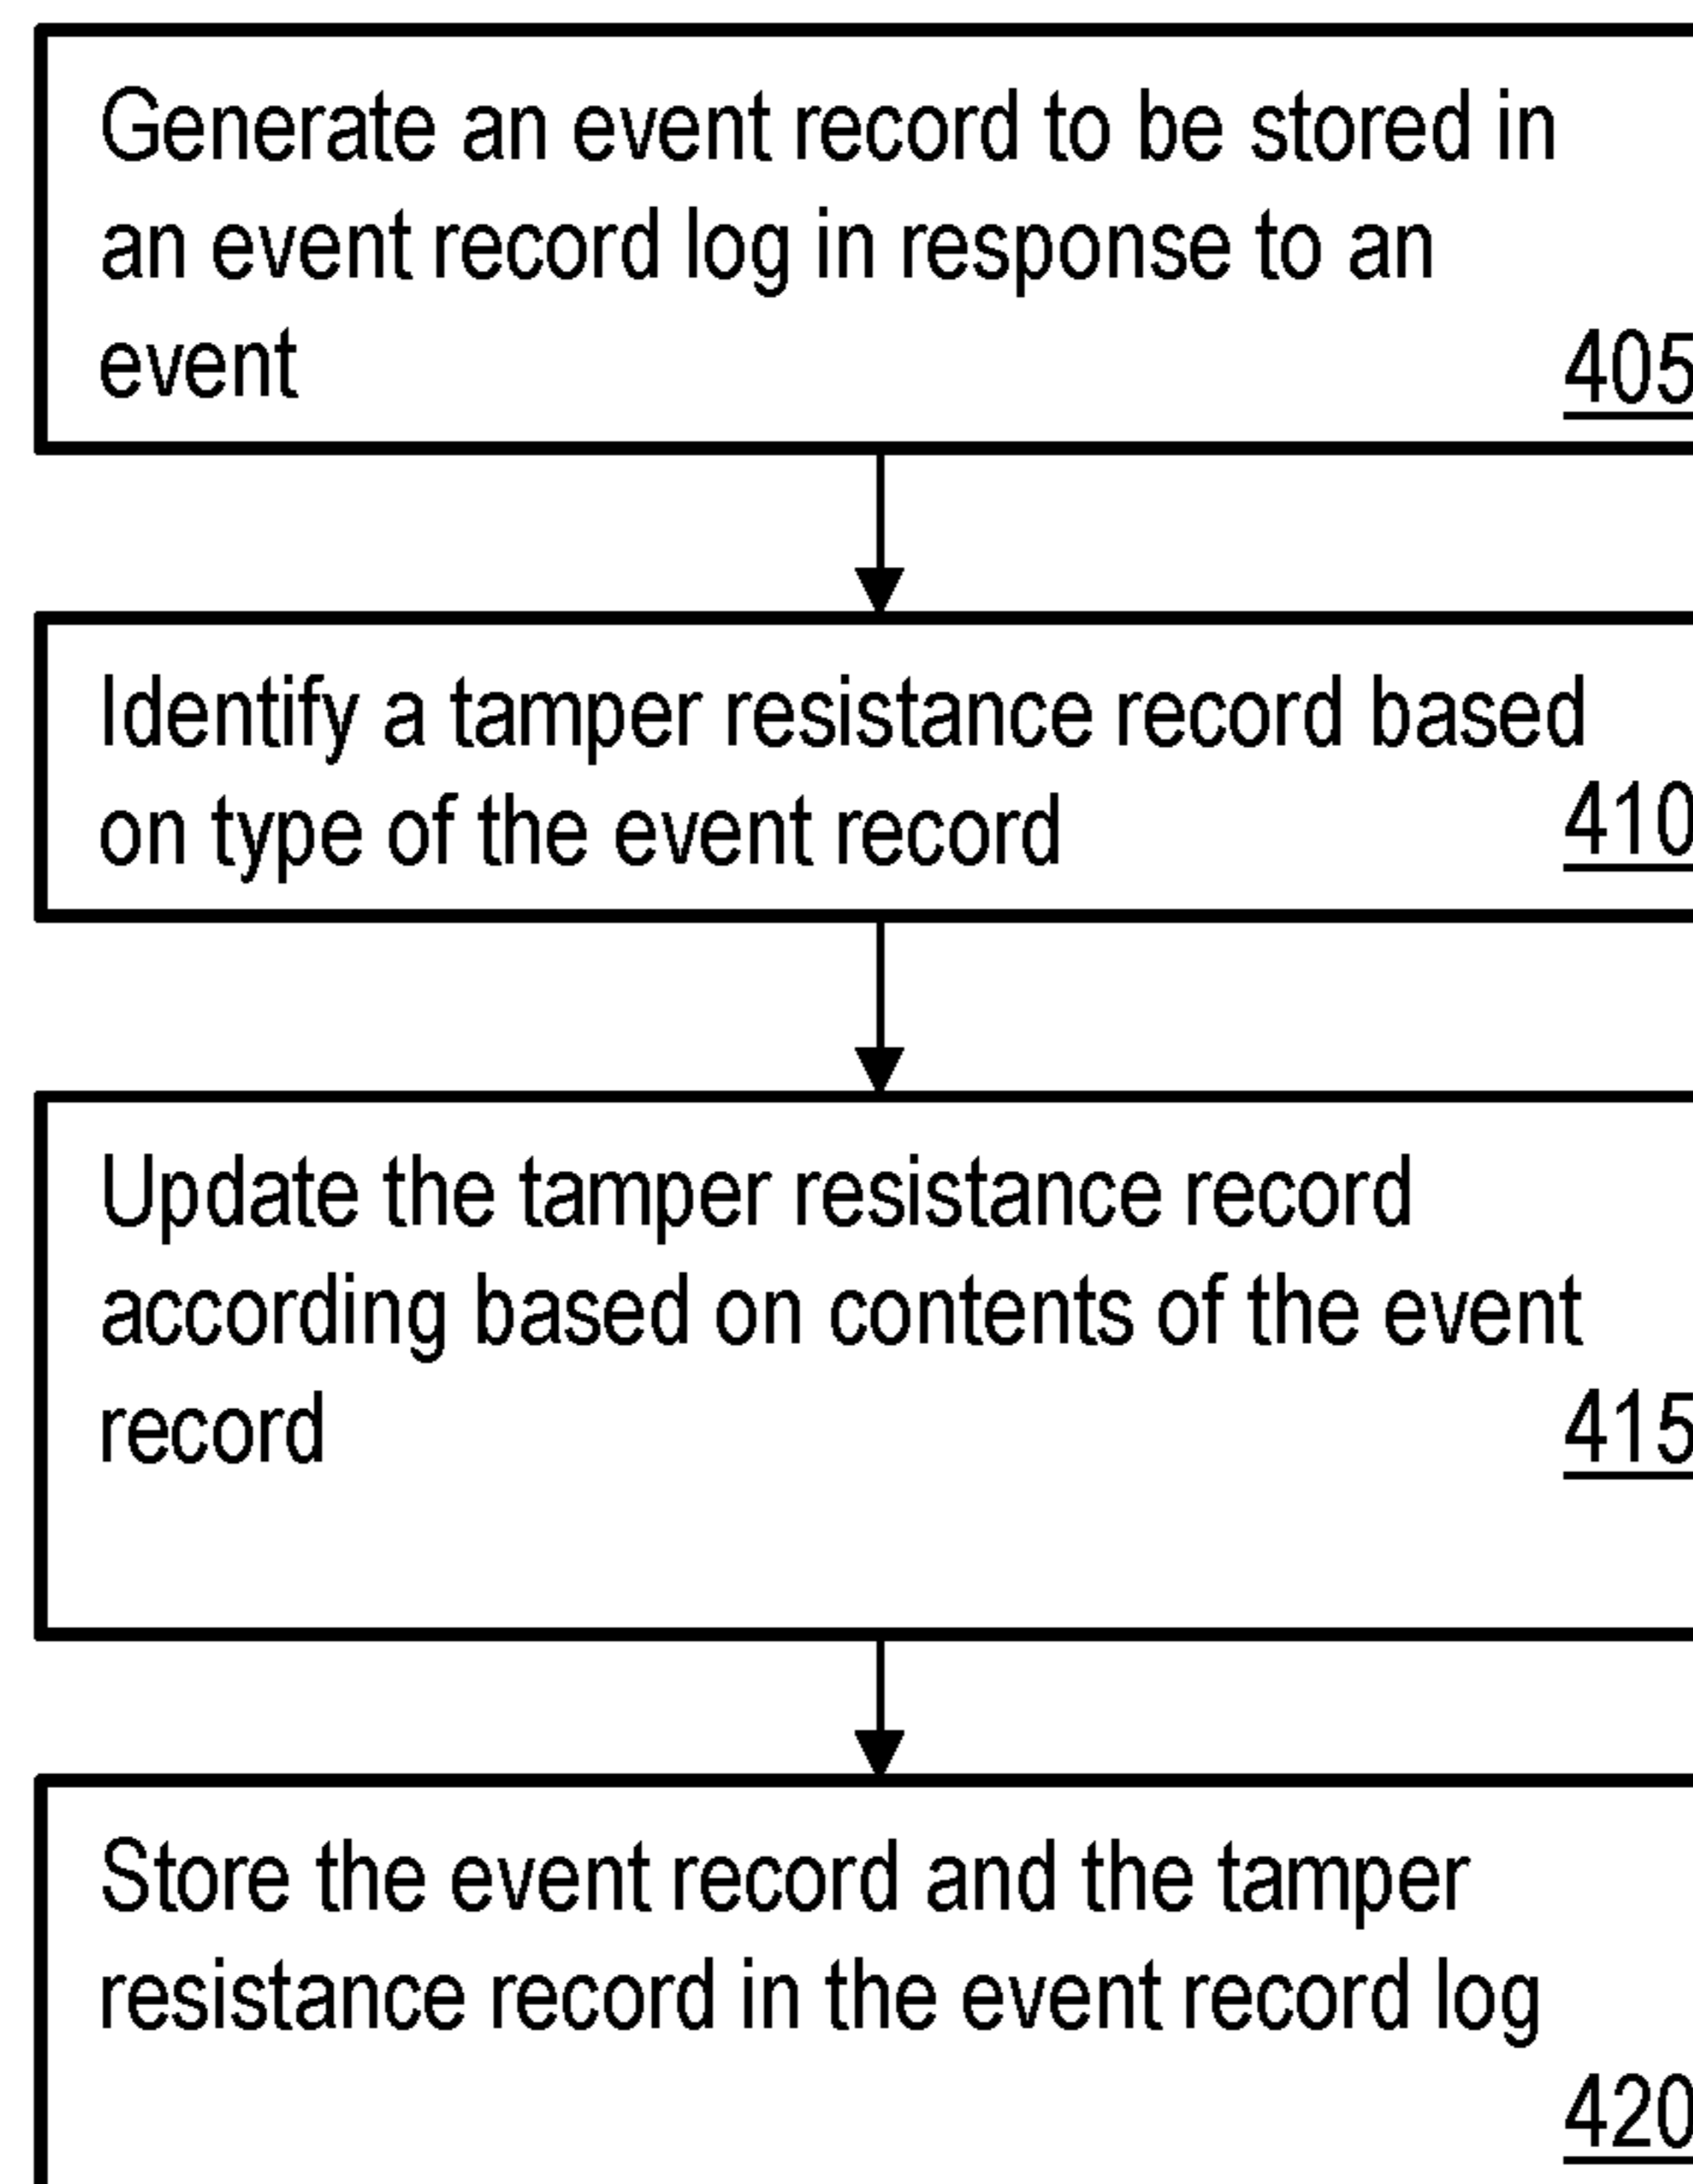 Generate an event record to be stored in
an event record log in response to an
event 405
Identify a tamper resistance record based
on type of the event record 410
Update the tamper resistance record
according based on contents of the event
record 415
Store the event record and the tamper
resistance record in the event record log
420